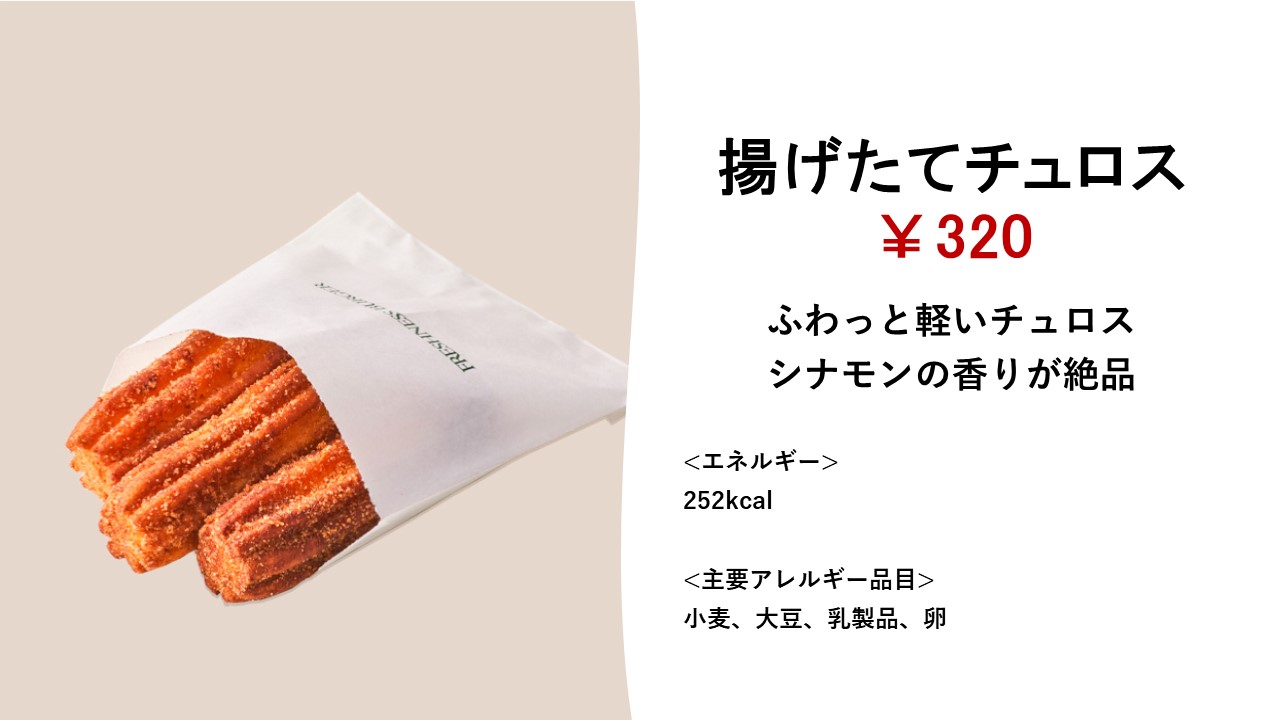 FRESHNESS BURGER
揚げたてチュロス
￥320
ふわっと軽いチュロス
シナモンの香りが絶品
<エネルギー>
252kcal
<主要アレルギー品目>
小麦、大豆、乳製品、卵